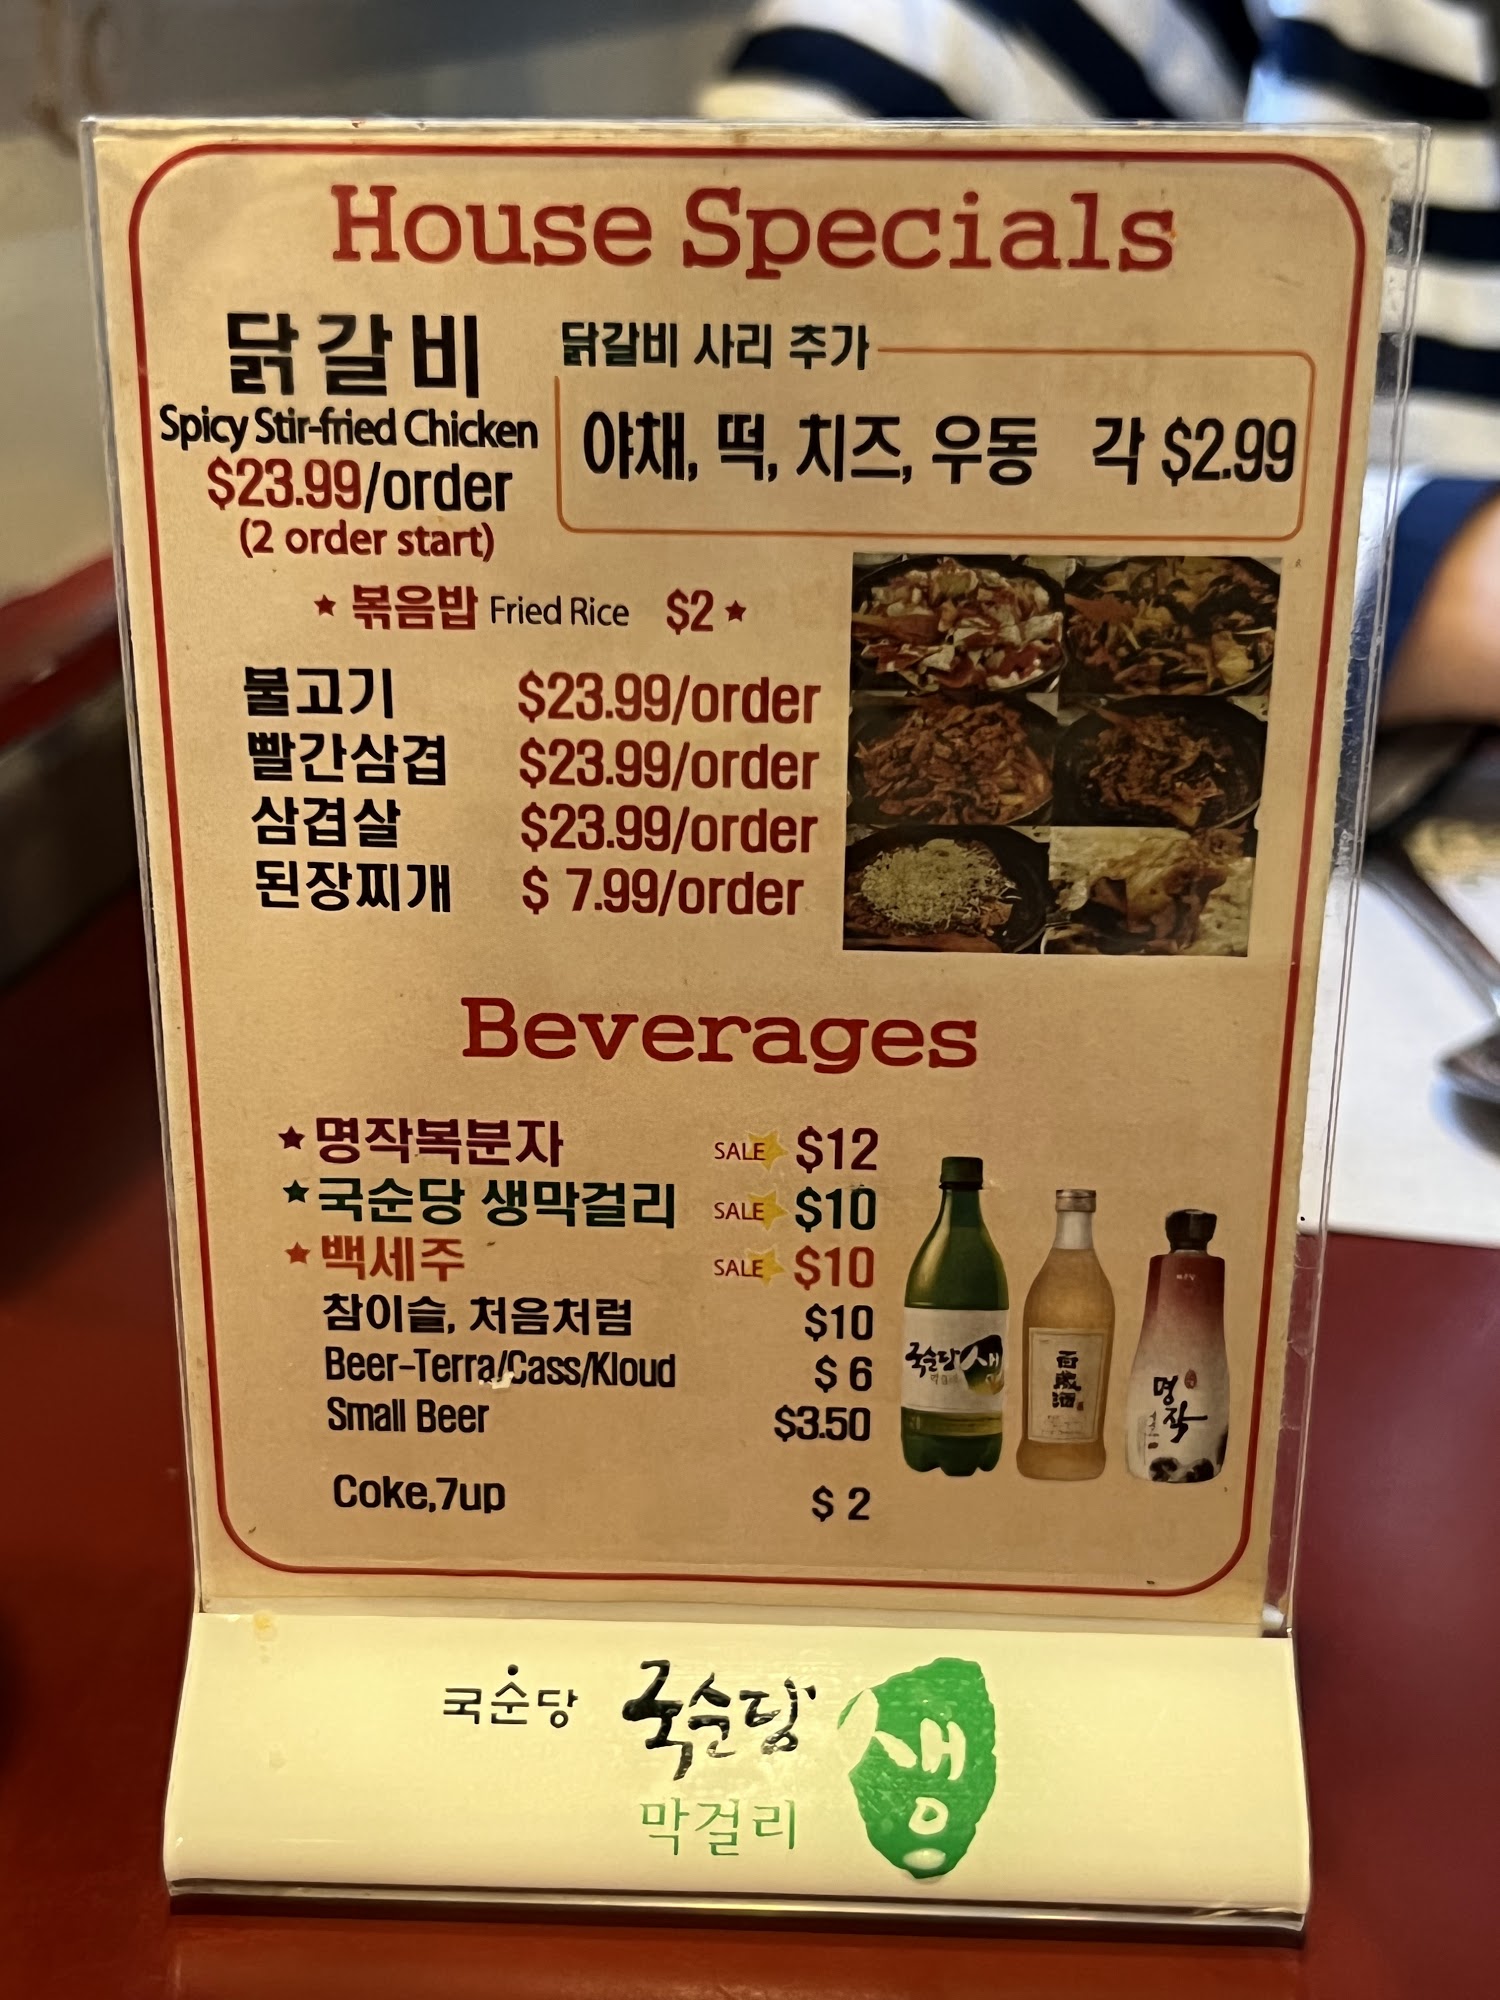 House Specials
닭갈비
Spicy Stir-fried Chicken
$23.99/order
(2 order start)
닭갈비 사리 추가
야채, 떡, 치즈, 우동 각 $2.99
★ 볶음밥 Fried Rice $2 ★
불고기 $23.99/order
빨간삼겹 $23.99/order
삼겹살 $23.99/order
된장찌개 $ 7.99/order
Beverages
★ 명작복분자 SALE $12
★ 국순당 생막걸리 SALE $10
★ 백세주 SALE $10
참이슬, 처음처럼 $10
Beer-Terra/Cass/Kloud $ 6
Small Beer $3.50
Coke,7up $ 2
국순당 생
百歲酒
명작
국순당 국순당 생
막걸리